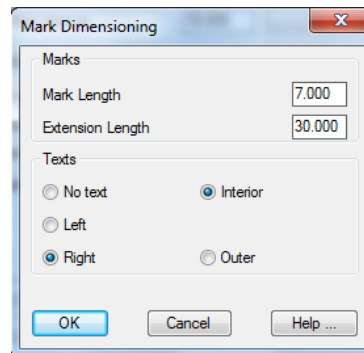 Mark Dimensioning
Marks
Mark Length 7.000
Extension Length 30.000
Texts
No text Interior
Left
Right Outer
OK Cancel Help ...